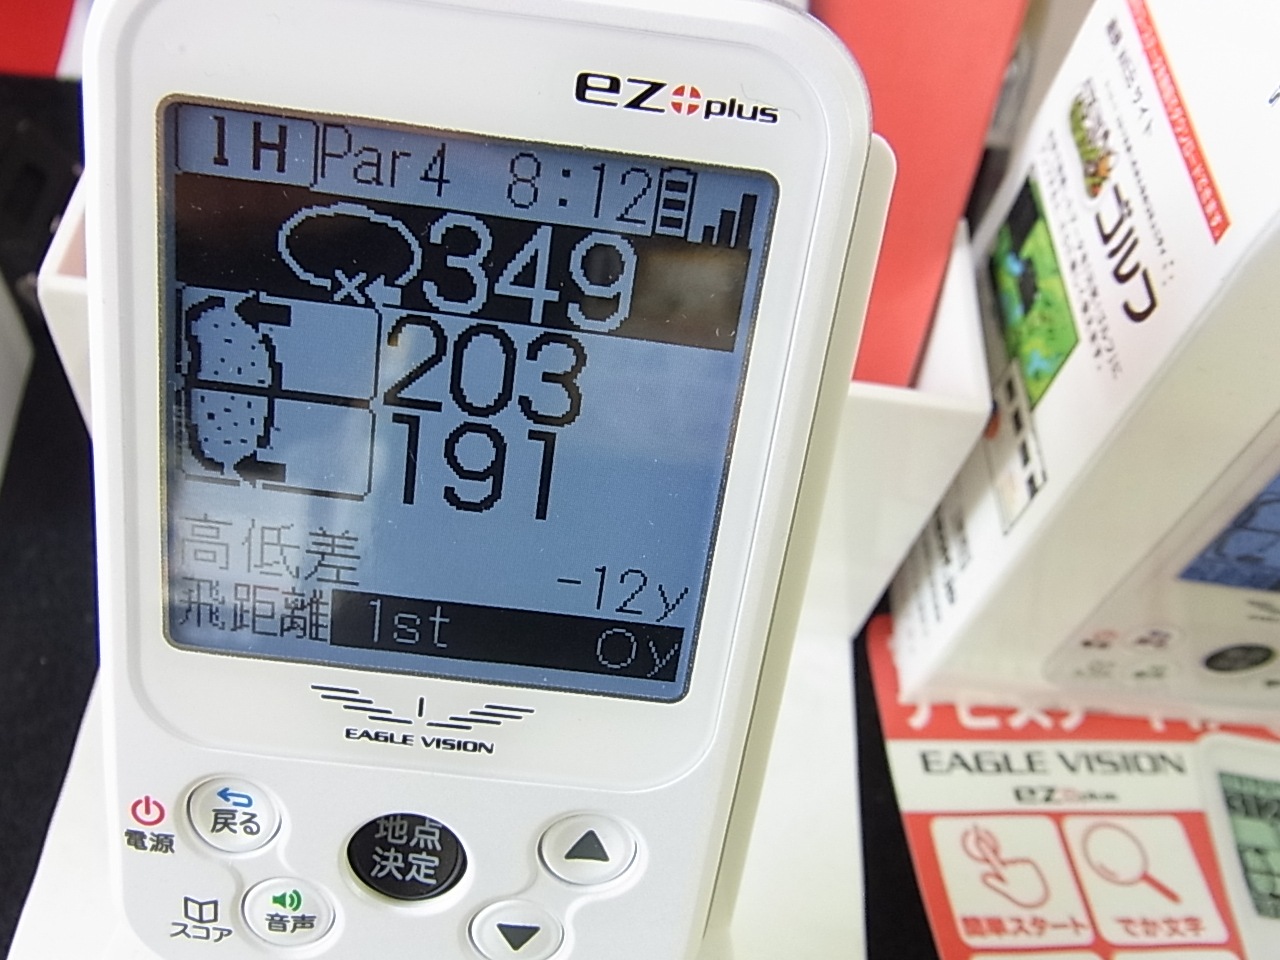 ez plus
1H Par4 8:12
349
203
191
高低差 -12y
飛距離 1st 0y
EAGLE VISION
電源
戻る
地点
決定
スコア
音声
ゴルフ
EAGLE VISION
ez plus
簡単スタート
でか文字